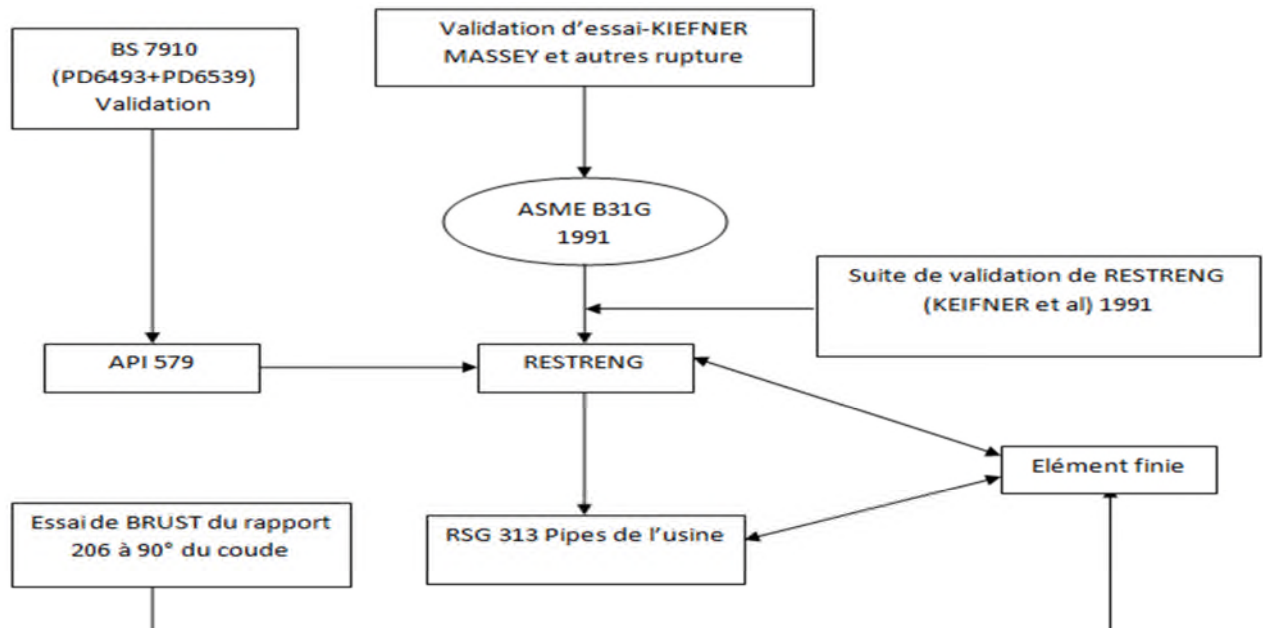 BS 7910
(PD6493+PD6539)
Validation
Validation d'essai-KIEFNER
MASSEY et autres rupture
ASME B31G
1991
Suite de validation de RESTRENG
(KEIFNER et al) 1991
API 579
RESTRENG
Elément finie
Essai de BRUST du rapport
206 à 90° du coude
RSG 313 Pipes de l'usine